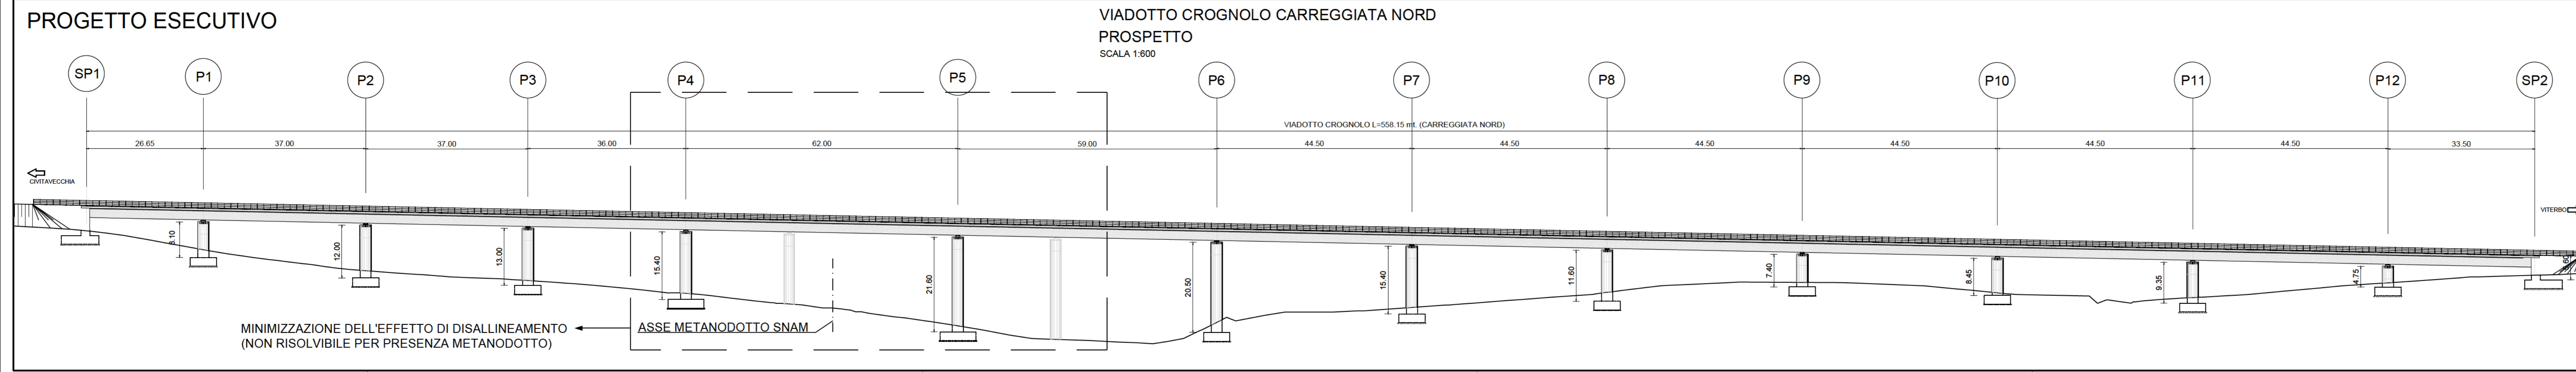 PROGETTO ESECUTIVO
VIADOTTO CROGNOLO CARREGGIATA NORD
PROSPETTO
SCALA 1:600
SP1 P1 P2 P3 P4 P5 P6 P7 P8 P9 P10 P11 P12 SP2
VIADOTTO CROGNOLO L=558.15 mt. (CARREGGIATA NORD)
26.65 37.00 37.00 36.00 62.00 59.00 44.50 44.50 44.50 44.50 44.50 44.50 33.50
CIVITAVECCHIA
VITERBO
8.10 12.00 13.00 15.40 21.60 20.50 15.40 11.60 7.40 8.45 9.35 4.75
MINIMIZZAZIONE DELL'EFFETTO DI DISALLINEAMENTO
(NON RISOLVIBILE PER PRESENZA METANODOTTO)
ASSE METANODOTTO SNAM